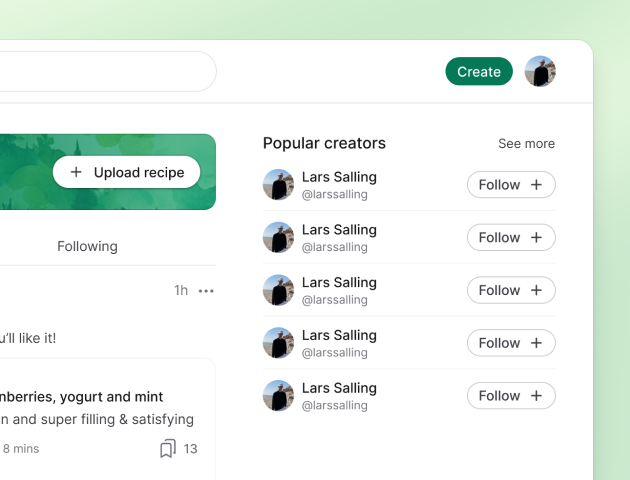 Create
Upload recipe
Following
1h
u'll like it!
nberries, yogurt and mint
n and super filling & satisfying
8 mins
13
Popular creators
See more
Lars Salling
@larssalling
Follow
Lars Salling
@larssalling
Follow
Lars Salling
@larssalling
Follow
Lars Salling
@larssalling
Follow
Lars Salling
@larssalling
Follow